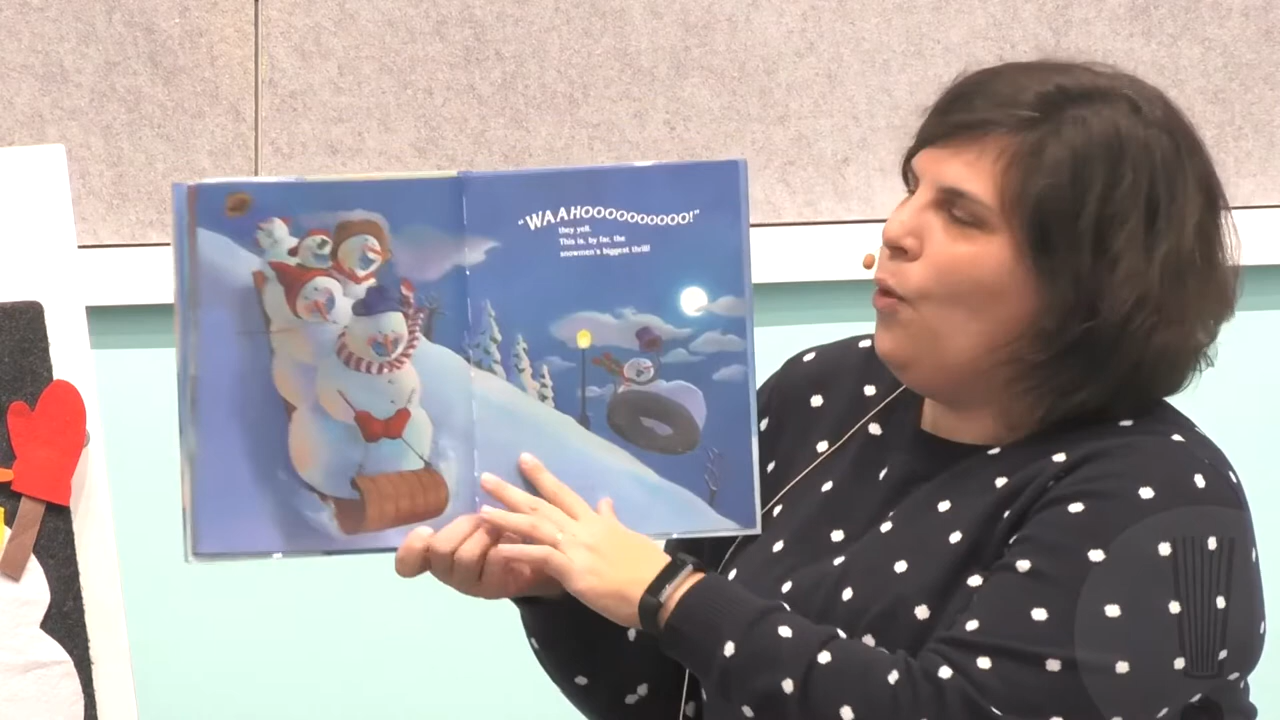 "WAAHOOOOOOOOOO!"
they yell.
This is, by far, the
snowmen's biggest thrill!